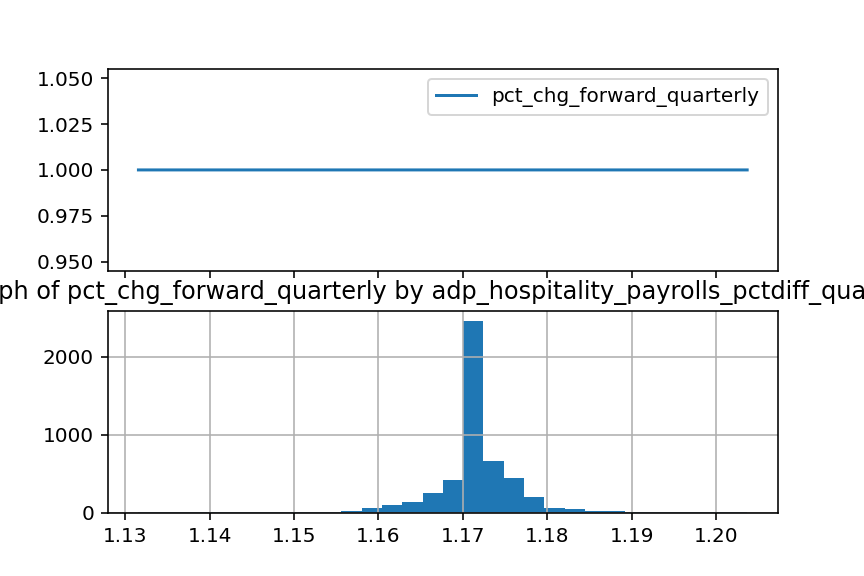 1.050
pct_chg_forward_quarterly
1.025
1.000
0.975
0.950
ph of pct_chg_forward_quarterly by adp_hospitality_payrolls_pctdiff_qua
2000
1000
0
1.13 1.14 1.15 1.16 1.17 1.18 1.19 1.20